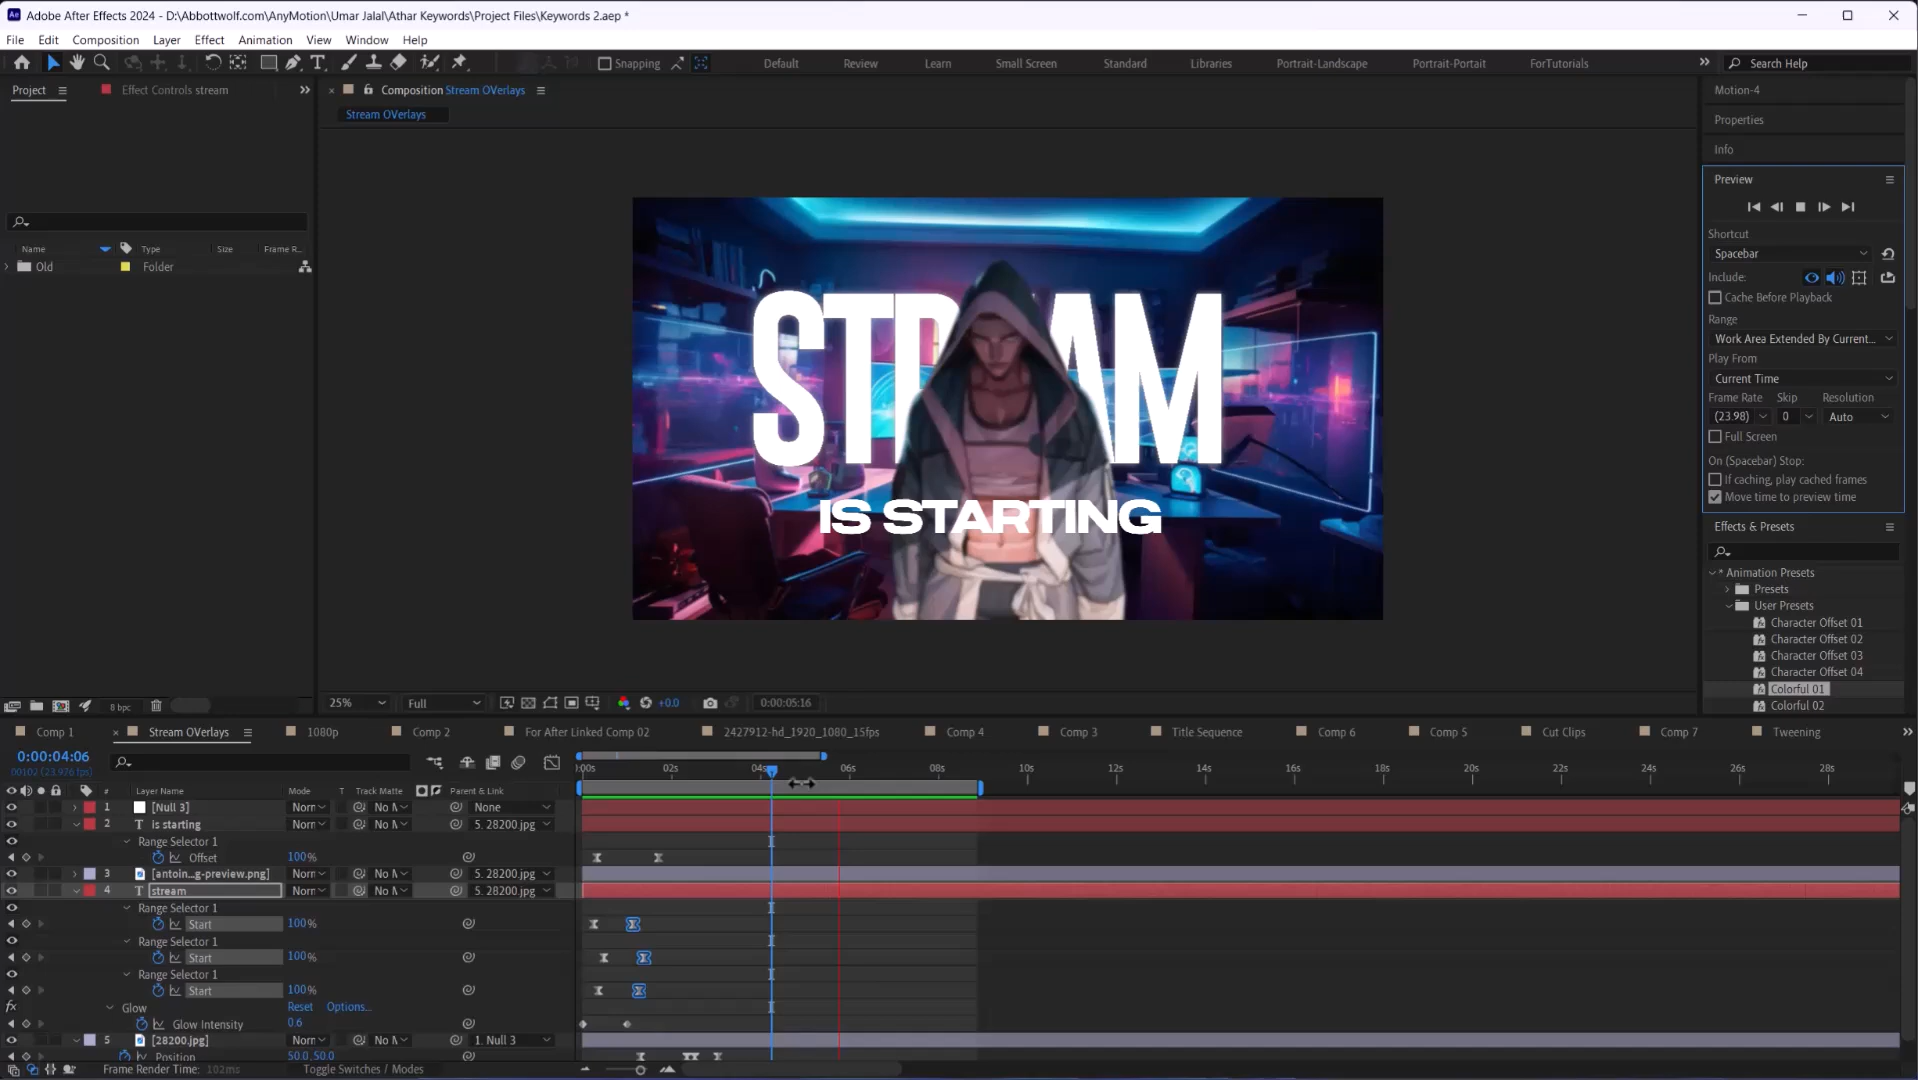 Adobe After Effects 2024 - D:\Abbottwolf.com\AnyMotion\Umar Jalal\Athar Keywords\Project Files\Keywords 2.aep *
File Edit Composition Layer Effect Animation View Window Help
Snapping Default Review Learn Small Screen Standard Libraries Portrait-Landscape Portrait-Portait ForTutorials Search Help
Project Effect Controls stream Composition Stream OVerlays Motion-4
Stream OVerlays Properties
Info
Preview
Shortcut
Spacebar
Name Type Size Frame R...
Old Folder
Include:
Cache Before Playback
Range
Work Area Extended By Current...
Play From
Current Time
Frame Rate Skip Resolution
(23.98) 0 Auto
Full Screen
On (Spacebar) Stop:
If caching, play cached frames
Move time to preview time
STREAM
IS STARTING
Effects & Presets
* Animation Presets
Presets
User Presets
Character Offset 01
Character Offset 02
Character Offset 03
Character Offset 04
Colorful 01
Colorful 02
8 bpc 25% Full +0.0 0:00:05:16
Comp 1 Stream OVerlays 1080p Comp 2 For After Linked Comp 02 2427912-hd_1920_1080_15fps Comp 4 Comp 3 Title Sequence Comp 6 Comp 5 Cut Clips Comp 7 Tweening
0:00:04:06
00102 (23.976 fps)
:00s 02s 04s 06s 08s 10s 12s 14s 16s 18s 20s 22s 24s 26s 28s
# Layer Name Mode T Track Matte Parent & Link
1 [Null 3] Norn No M None
2 T is starting Norn No M 5. 28200.jpg
Range Selector 1
Offset 100%
3 [antoin...g-preview.png] Norn No M 5. 28200.jpg
4 T stream Norn No M 5. 28200.jpg
Range Selector 1
Start 100%
Range Selector 1
Start 100%
Range Selector 1
Start 100%
fx Glow Reset Options...
Glow Intensity 0.6
5 [28200.jpg] Norn No M 1. Null 3
Position 50.0,50.0
Frame Render Time: 102ms Toggle Switches / Modes